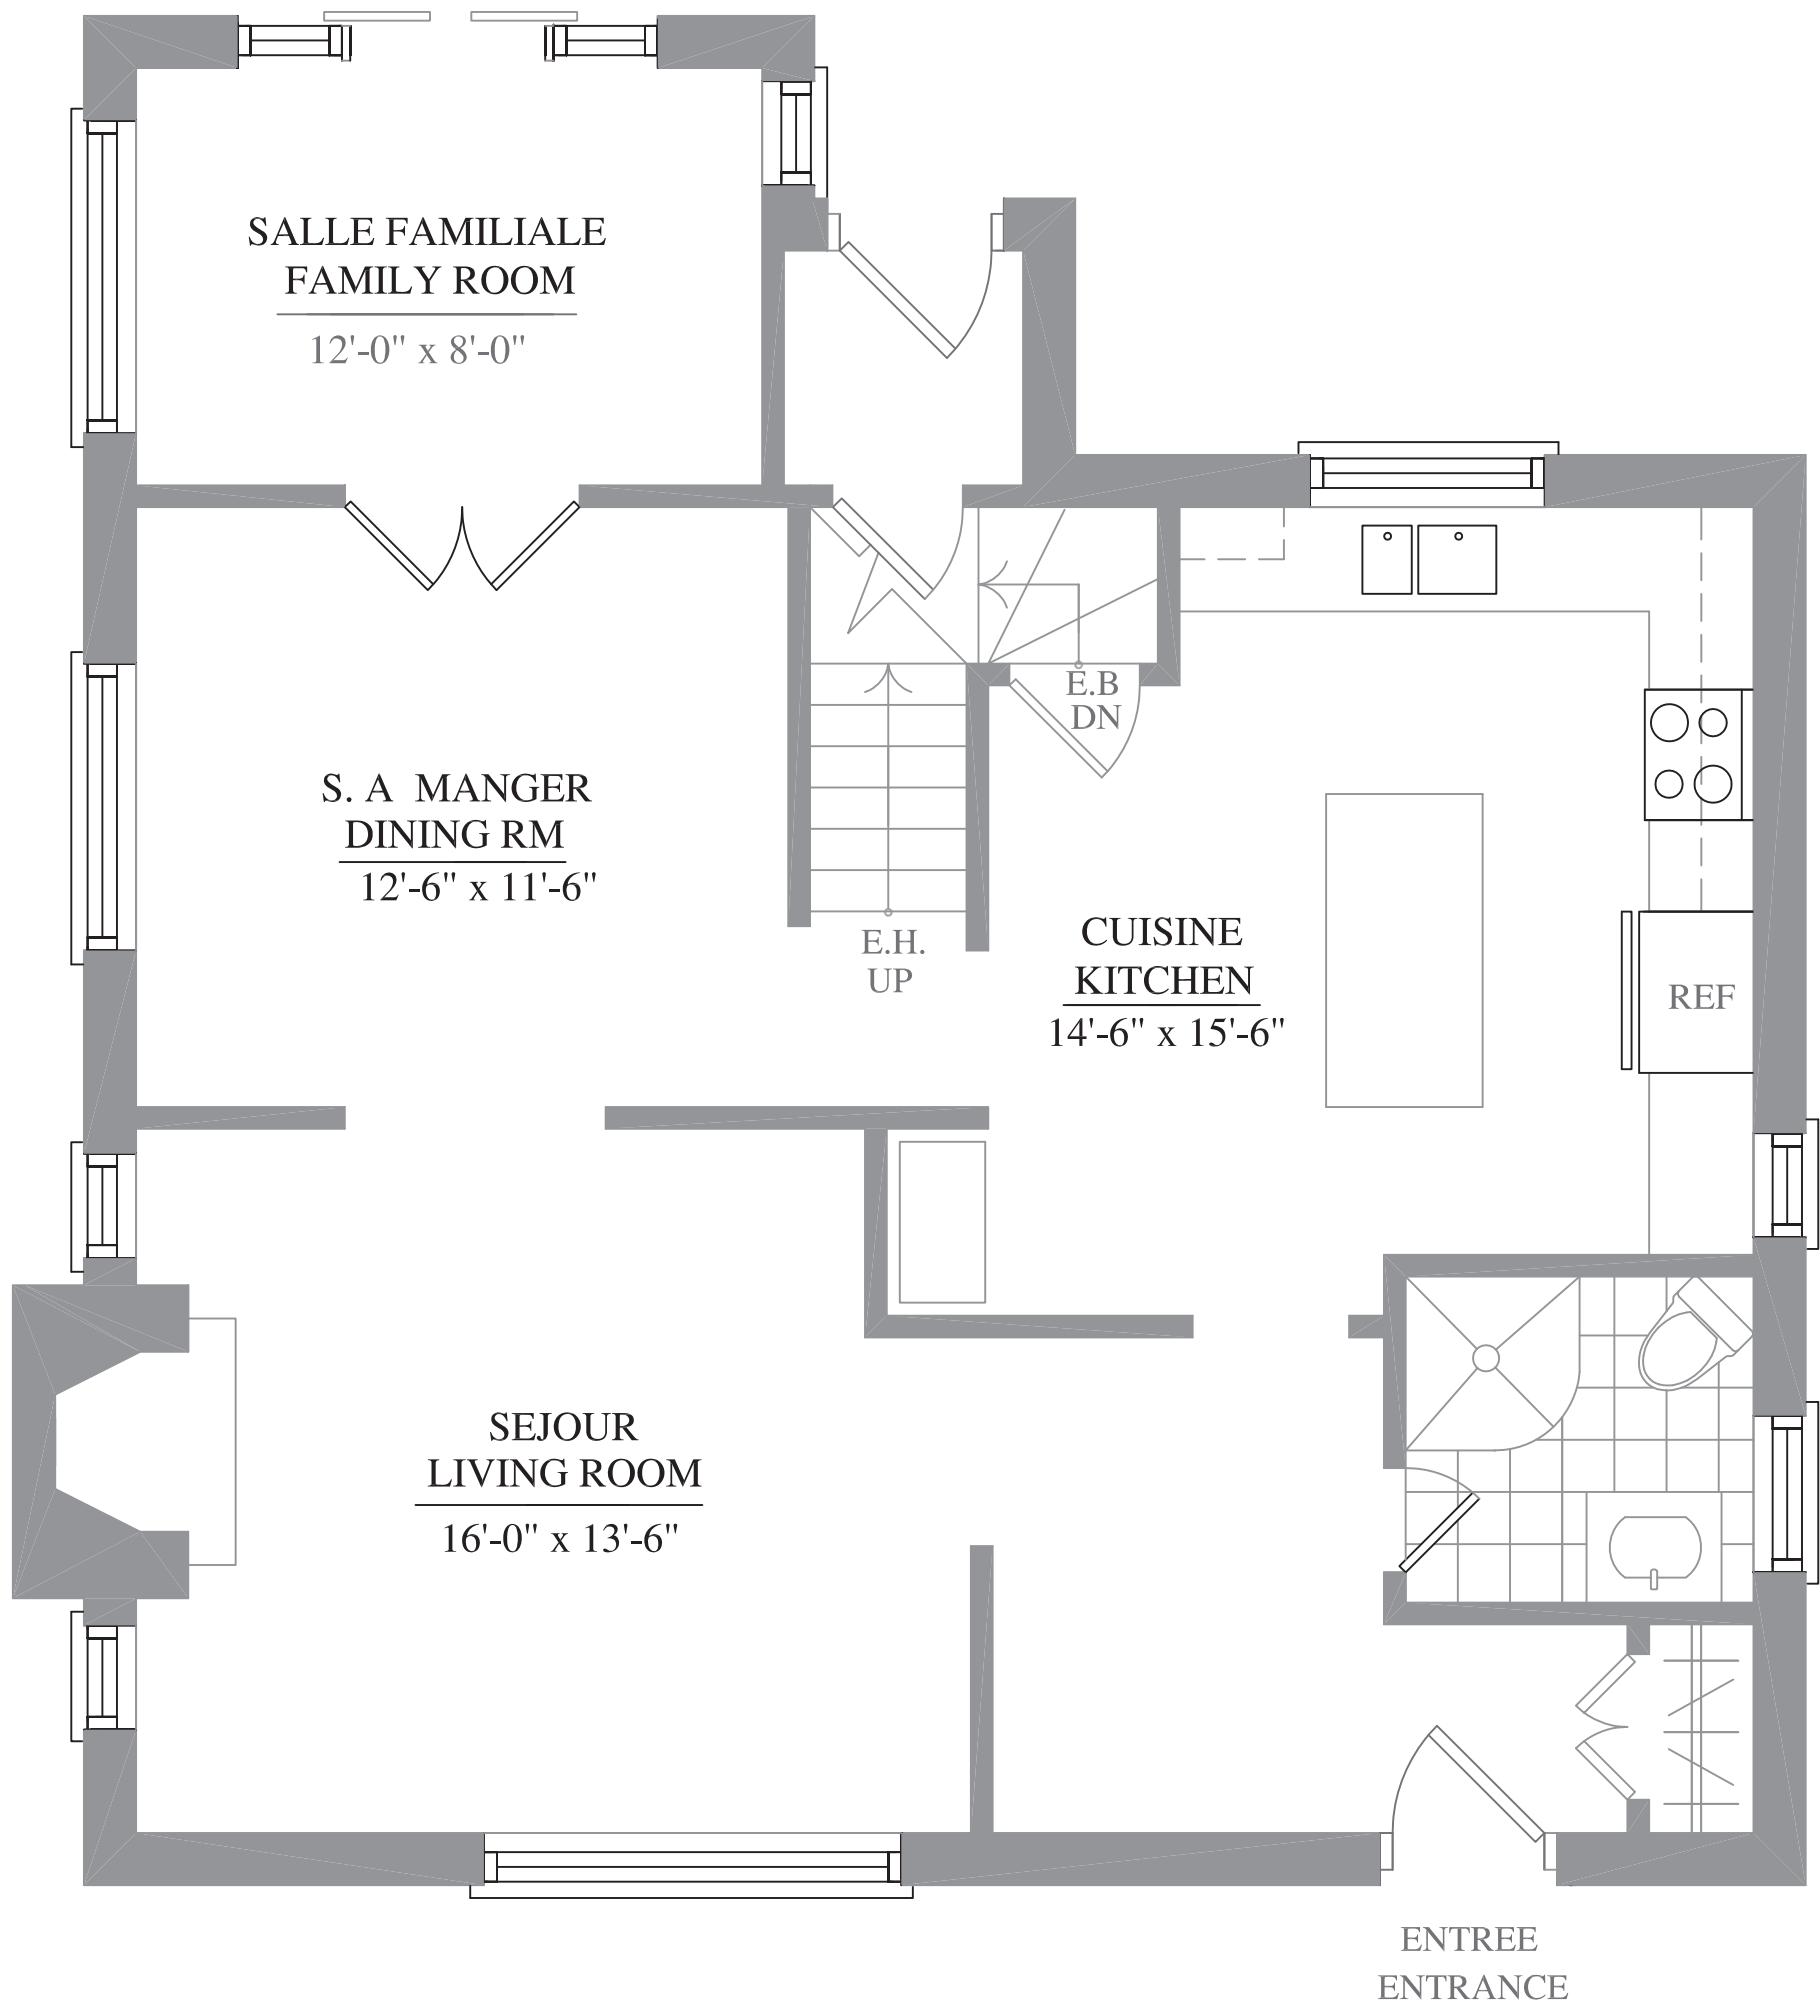 SALLE FAMILIALE
FAMILY ROOM
12'-0" x 8'-0"
E.B
DN
S. A MANGER
DINING RM
12'-6" x 11'-6"
E.H.
UP
CUISINE
KITCHEN
14'-6" x 15'-6"
REF
SEJOUR
LIVING ROOM
16'-0" x 13'-6"
ENTREE
ENTRANCE